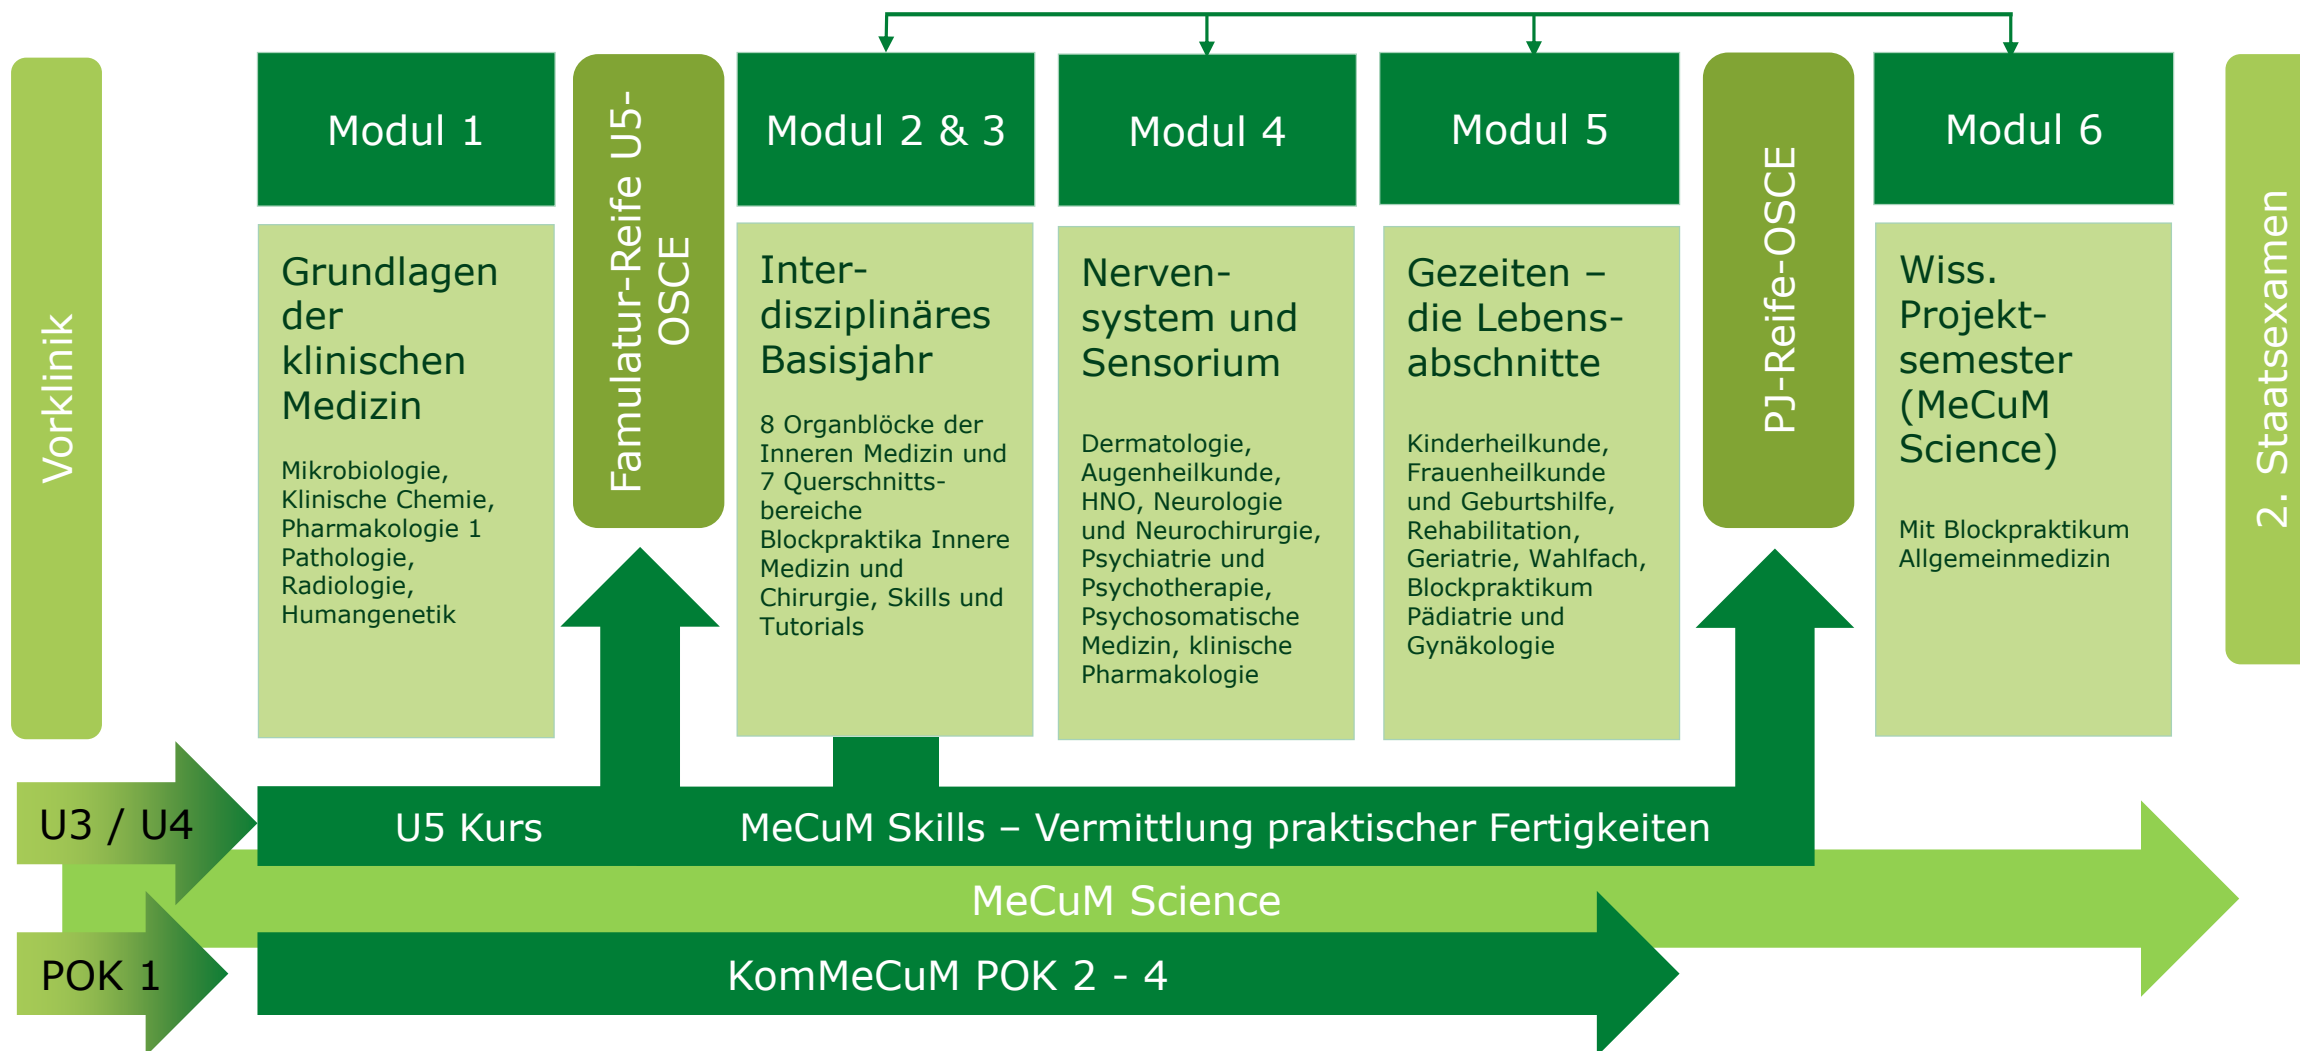 Vorklinik
Modul 1
Grundlagen
der
klinischen
Medizin
Mikrobiologie,
Klinische Chemie,
Pharmakologie 1
Pathologie,
Radiologie,
Humangenetik
Famulatur-Reife U5-
OSCE
Modul 2 & 3
Inter-
disziplinäres
Basisjahr
8 Organblöcke der
Inneren Medizin und
7 Querschnitts-
bereiche
Blockpraktika Innere
Medizin und
Chirurgie, Skills und
Tutorials
Modul 4
Nerven-
system und
Sensorium
Dermatologie,
Augenheilkunde,
HNO, Neurologie
und Neurochirurgie,
Psychiatrie und
Psychotherapie,
Psychosomatische
Medizin, klinische
Pharmakologie
Modul 5
Gezeiten –
die Lebens-
abschnitte
Kinderheilkunde,
Frauenheilkunde
und Geburtshilfe,
Rehabilitation,
Geriatrie, Wahlfach,
Blockpraktikum
Pädiatrie und
Gynäkologie
PJ-Reife-OSCE
Modul 6
Wiss.
Projekt-
semester
(MeCuM
Science)
Mit Blockpraktikum
Allgemeinmedizin
2. Staatsexamen
U3 / U4
U5 Kurs
MeCuM Skills – Vermittlung praktischer Fertigkeiten
MeCuM Science
POK 1
KomMeCuM POK 2 - 4